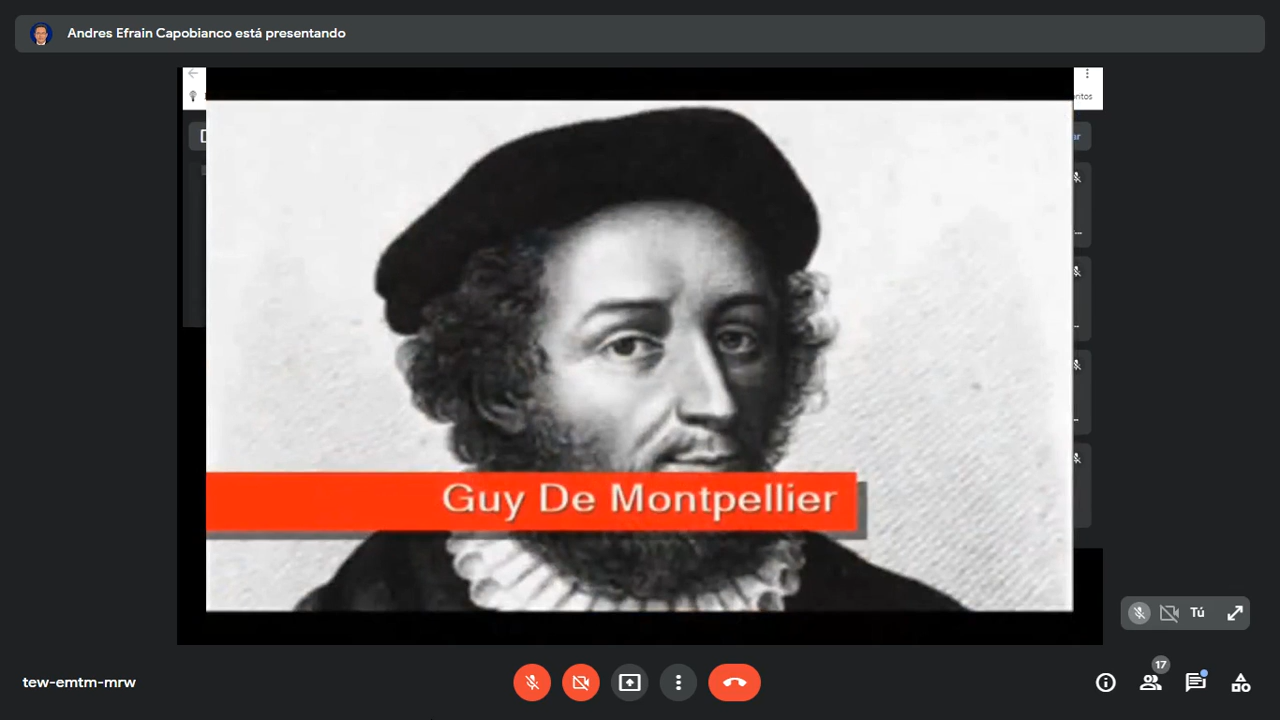 Andres Efrain Capobianco está presentando
Guy De Montpellier
Tú
tew-emtm-mrw
17